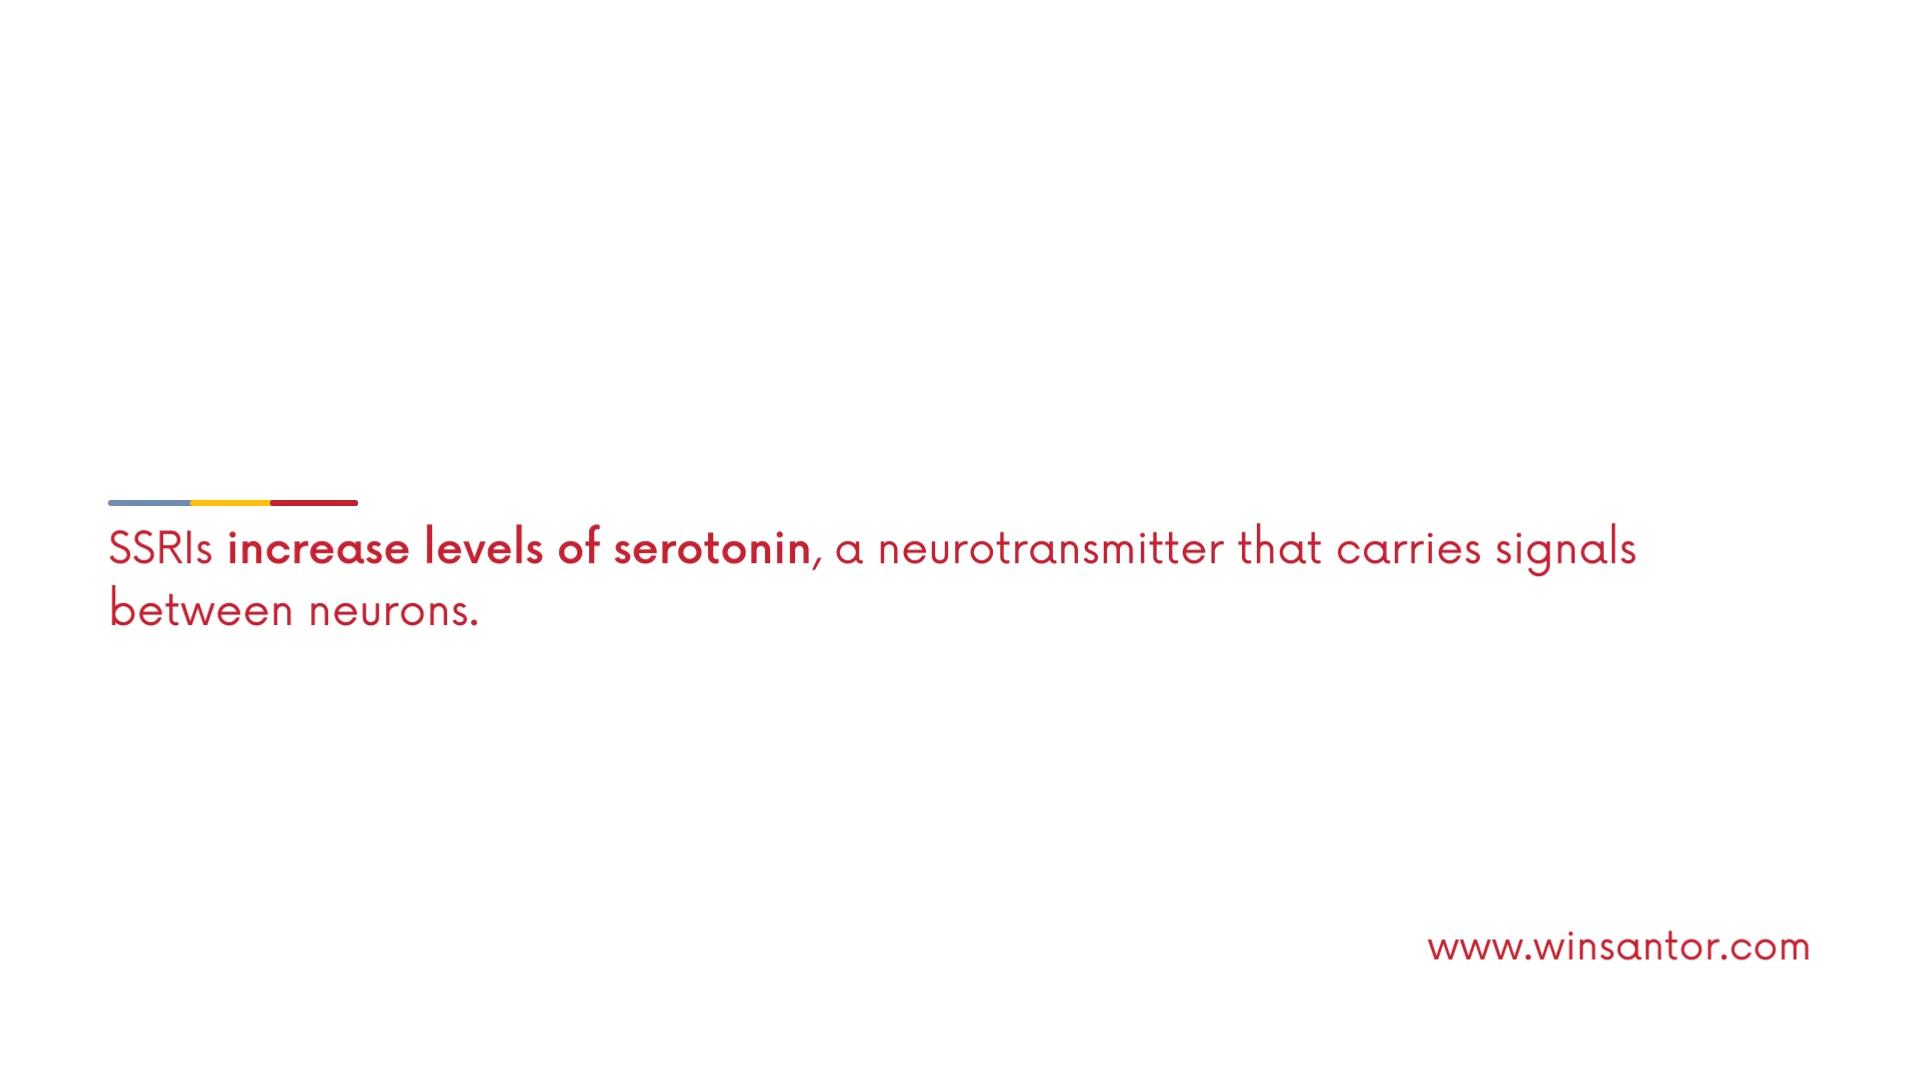 SSRIs increase levels of serotonin, a neurotransmitter that carries signals
between neurons.
www.winsantor.com